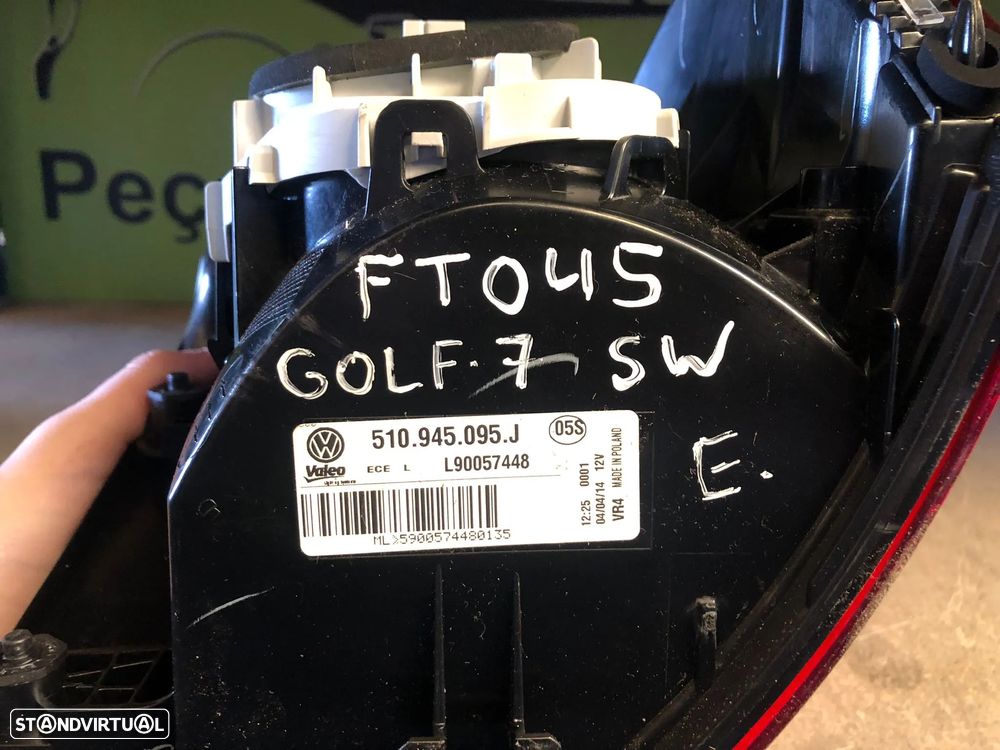 Peç
FT045
GOLF-7 SW
E.
510.945.095.J
05S
Valeo
ECE L L90057448
ML>5900574480135
12:25 0001
04/04/14 12V
VR4 MADE IN POLAND
STANDVIRTUAL